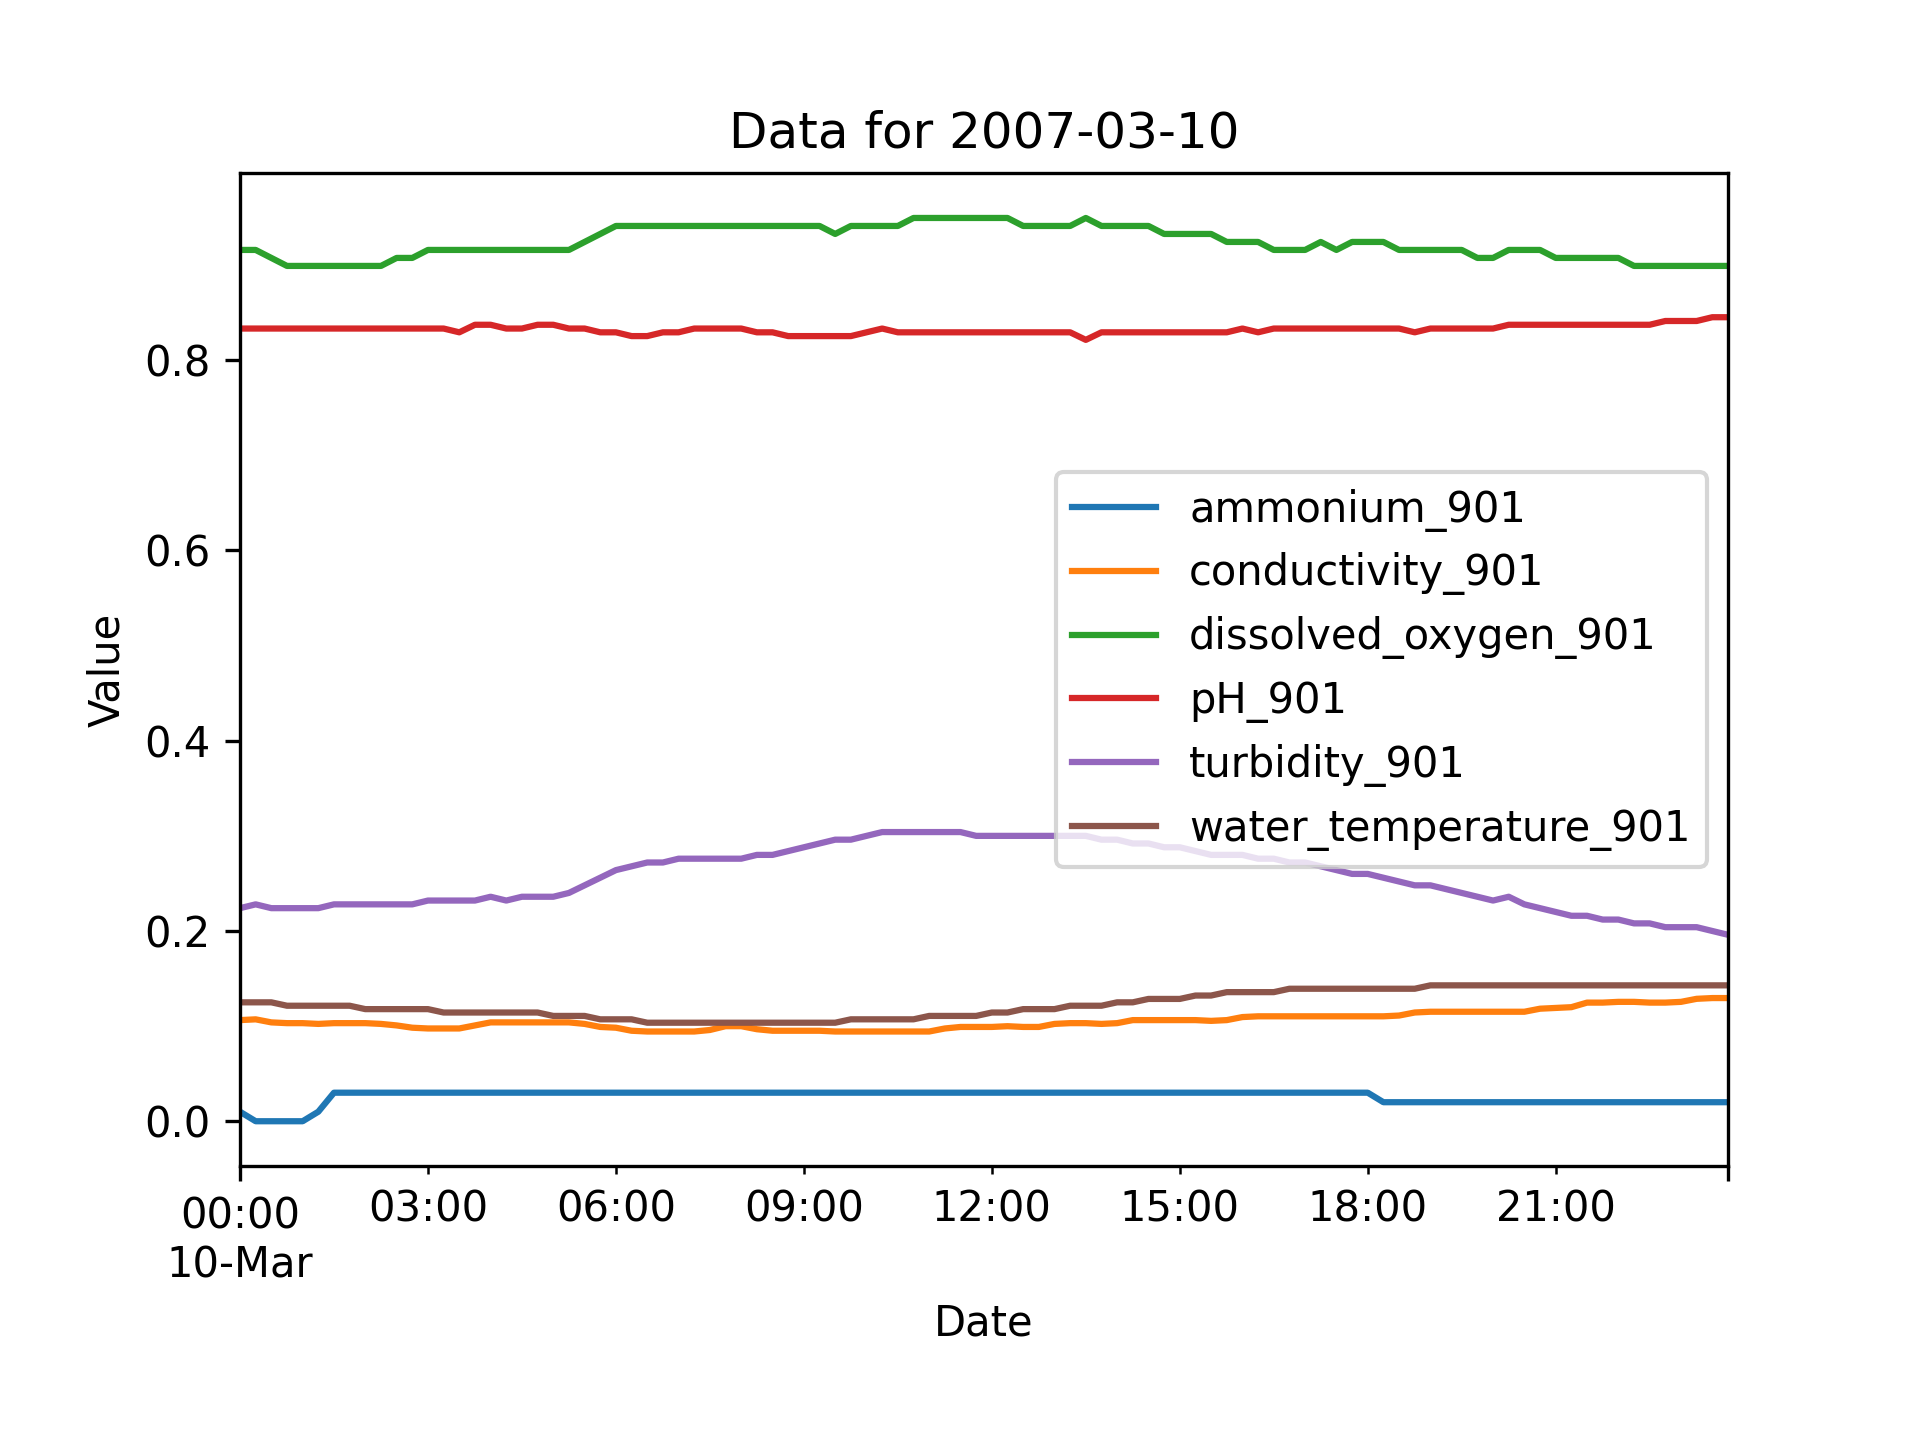 Data for 2007-03-10
0.8
0.6
0.4
0.2
0.0
Value
ammonium_901
conductivity_901
dissolved_oxygen_901
pH_901
turbidity_901
water_temperature_901
00:00 03:00 06:00 09:00 12:00 15:00 18:00 21:00
10-Mar
Date